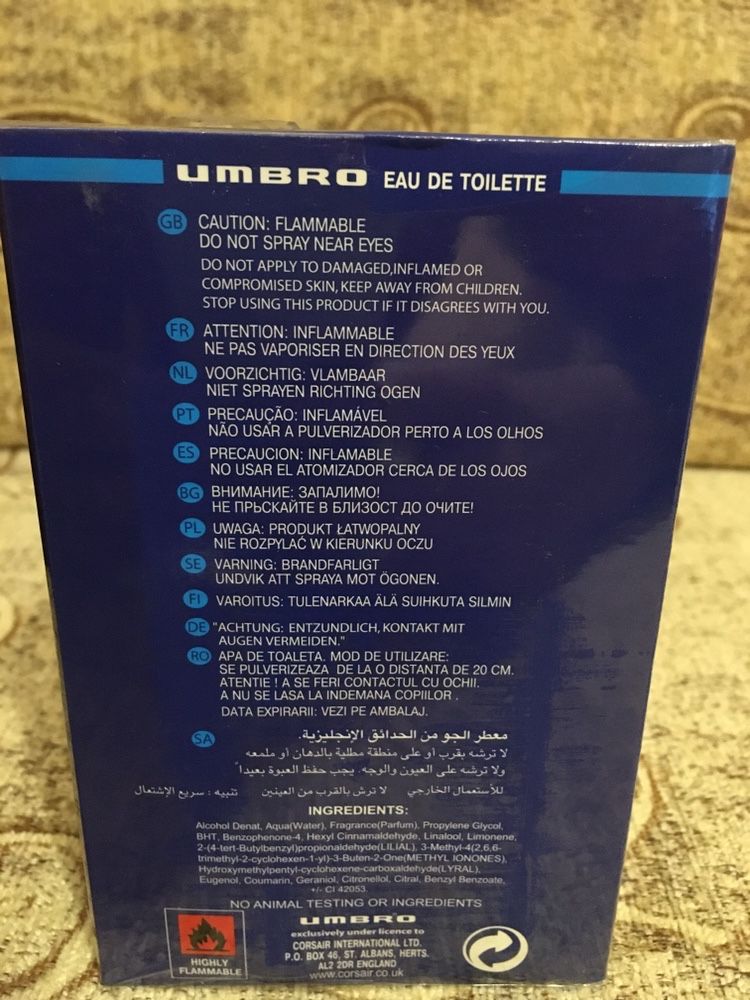 UMBRO EAU DE TOILETTE
GB CAUTION: FLAMMABLE
DO NOT SPRAY NEAR EYES
DO NOT APPLY TO DAMAGED,INFLAMED OR
COMPROMISED SKIN, KEEP AWAY FROM CHILDREN.
STOP USING THIS PRODUCT IF IT DISAGREES WITH YOU.
FR ATTENTION: INFLAMMABLE
NE PAS VAPORISER EN DIRECTION DES YEUX
NL VOORZICHTIG: VLAMBAAR
NIET SPRAYEN RICHTING OGEN
PT PRECAUÇÃO: INFLAMÁVEL
NÃO USAR A PULVERIZADOR PERTO A LOS OLHOS
ES PRECAUCION: INFLAMABLE
NO USAR EL ATOMIZADOR CERCA DE LOS OJOS
BG ВНИМАНИЕ: ЗАПАЛИМО!
НЕ ПРЬСКАЙТЕ В БЛИЗОСТ ДО ОЧИТЕ!
PL UWAGA: PRODUKT ŁATWOPALNY
NIE ROZPYLAĆ W KIERUNKU OCZU
SE VARNING: BRANDFARLIGT
UNDVIK ATT SPRAYA MOT ÖGONEN.
FI VAROITUS: TULENARKAA ÄLÄ SUIHKUTA SILMIN
DE "ACHTUNG: ENTZUNDLICH, KONTAKT MIT
AUGEN VERMEIDEN."
RO APA DE TOALETA. MOD DE UTILIZARE:
SE PULVERIZEAZA DE LA O DISTANTA DE 20 CM.
ATENTIE ! A SE FERI CONTACTUL CU OCHII.
A NU SE LASA LA INDEMANA COPIILOR .
DATA EXPIRARII: VEZI PE AMBALAJ.
SA معطر الجو من الحدائق الإنجليزية.
لا ترشه بقرب أو على منطقة مطلية بالدهان أو ملمعه
ولا ترشه على العيون والوجه. يجب حفظ العبوة بعيداً
للأستعمال الخارجي لا ترش بالقرب من العينين تنبيه : سريع الإشتعال
INGREDIENTS:
Alcohol Denat, Aqua(Water), Fragrance(Parfum), Propylene Glycol,
BHT, Benzophenone-4, Hexyl Cinnamaldehyde, Linalool, Limonene,
2-(4-tert-Butylbenzyl)propionaldehyde(LILIAL), 3-Methyl-4(2,6,6-
trimethyl-2-cyclohexen-1-yl)-3-Buten-2-One(METHYL IONONES),
Hydroxymethylpentyl-cyclohexene-carboxaldehyde(LYRAL),
Eugenol, Coumarin, Geraniol, Citronellol, Citral, Benzyl Benzoate,
+/- CI 42053.
NO ANIMAL TESTING OR INGREDIENTS
UMBRO
exclusively under licence to
CORSAIR INTERNATIONAL LTD.
P.O. BOX 46, ST. ALBANS, HERTS.
AL2 2DR ENGLAND
www.corsair.co.uk
HIGHLY
FLAMMABLE